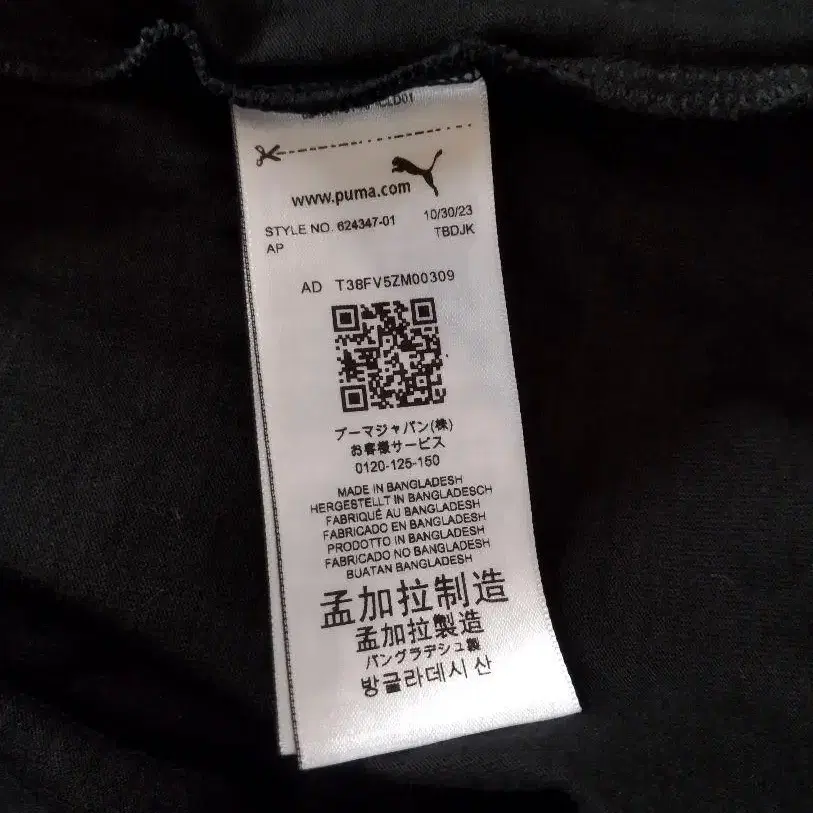 www.puma.com
STYLE NO. 624347-01 10/30/23
AP TBDJK
AD T38FV5ZM00309
プーマジャパン(株)
お客様サービス
0120-125-150
MADE IN BANGLADESH
HERGESTELLT IN BANGLADESCH
FABRIQUÉ AU BANGLADESH
FABRICADO EN BANGLADESH
PRODOTTO IN BANGLADESH
FABRICADO NO BANGLADESH
BUATAN BANGLADESH
孟加拉制造
孟加拉製造
バングラデシュ製
방글라데시 산